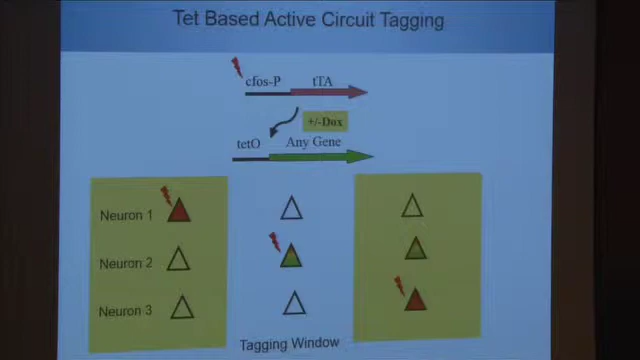 Tet Based Active Circuit Tagging
cfos-P tTA
+/-Dox
tetO Any Gene
Neuron 1
Neuron 2
Neuron 3
Tagging Window